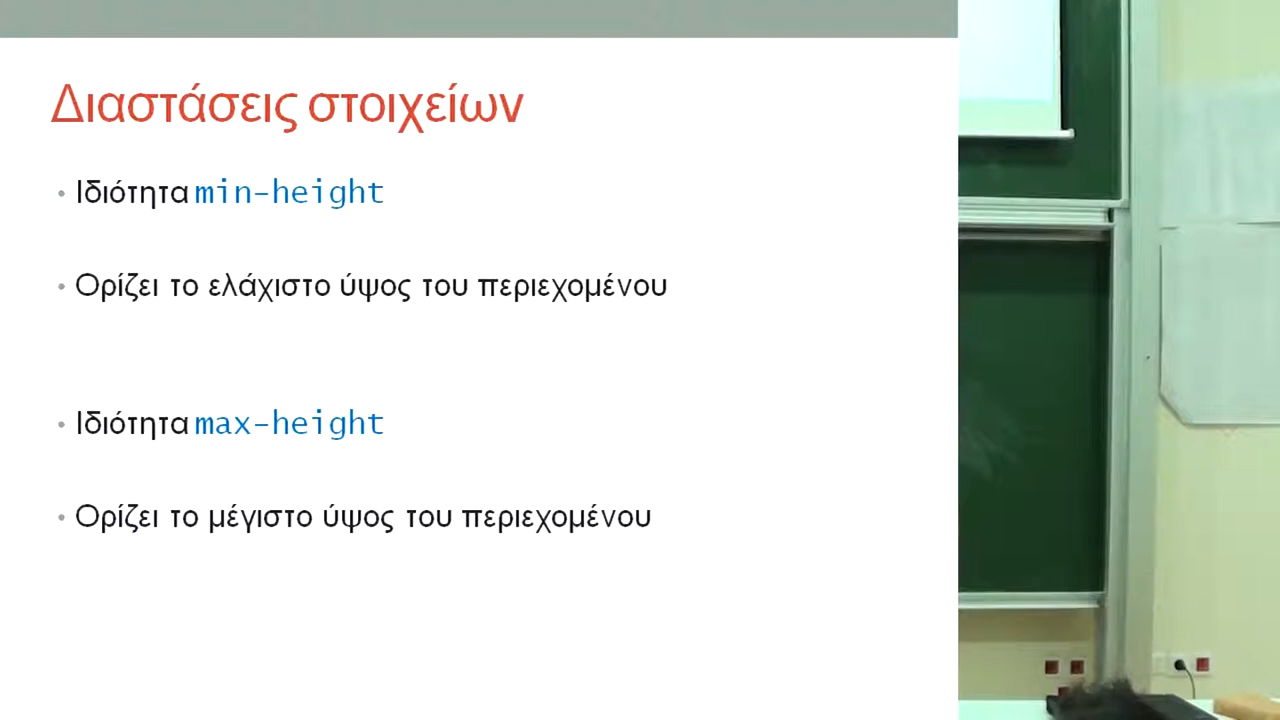 Διαστάσεις στοιχείων
• Ιδιότητα min-height
• Ορίζει το ελάχιστο ύψος του περιεχομένου
• Ιδιότητα max-height
• Ορίζει το μέγιστο ύψος του περιεχομένου